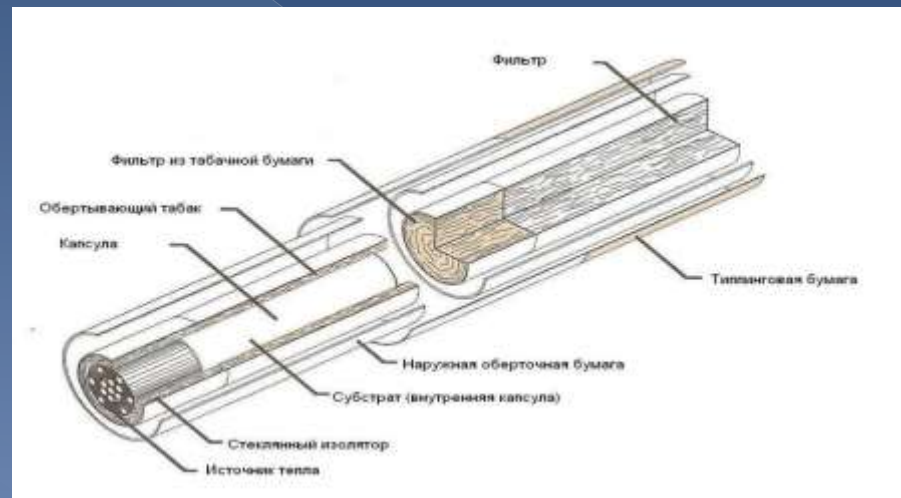 Фильтр
Фильтр из табачной бумаги
Обертывающий табак
Капсула
Типпинговая бумага
Наружная оберточная бумага
Субстрат (внутренняя капсула)
Стеклянный изолятор
Источник тепла